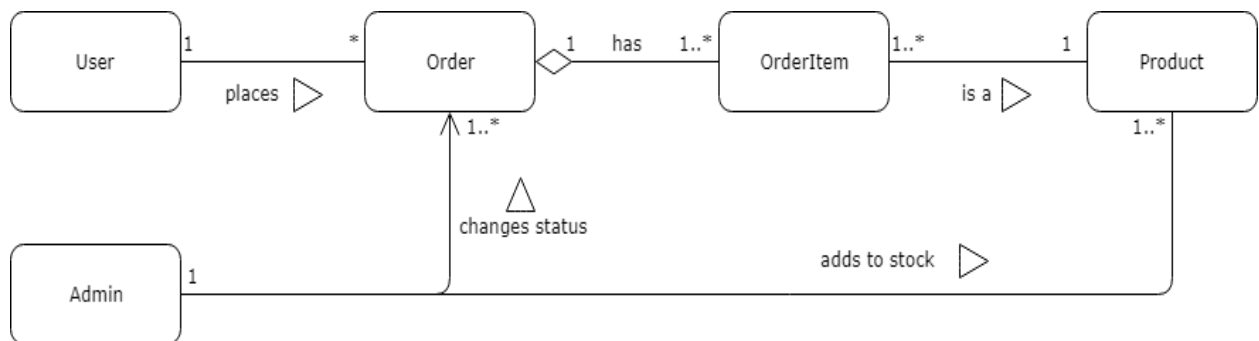 User
1
*
places
Order
1
has
1..*
OrderItem
1..*
1
is a
Product
1..*
1..*
changes status
adds to stock
Admin
1